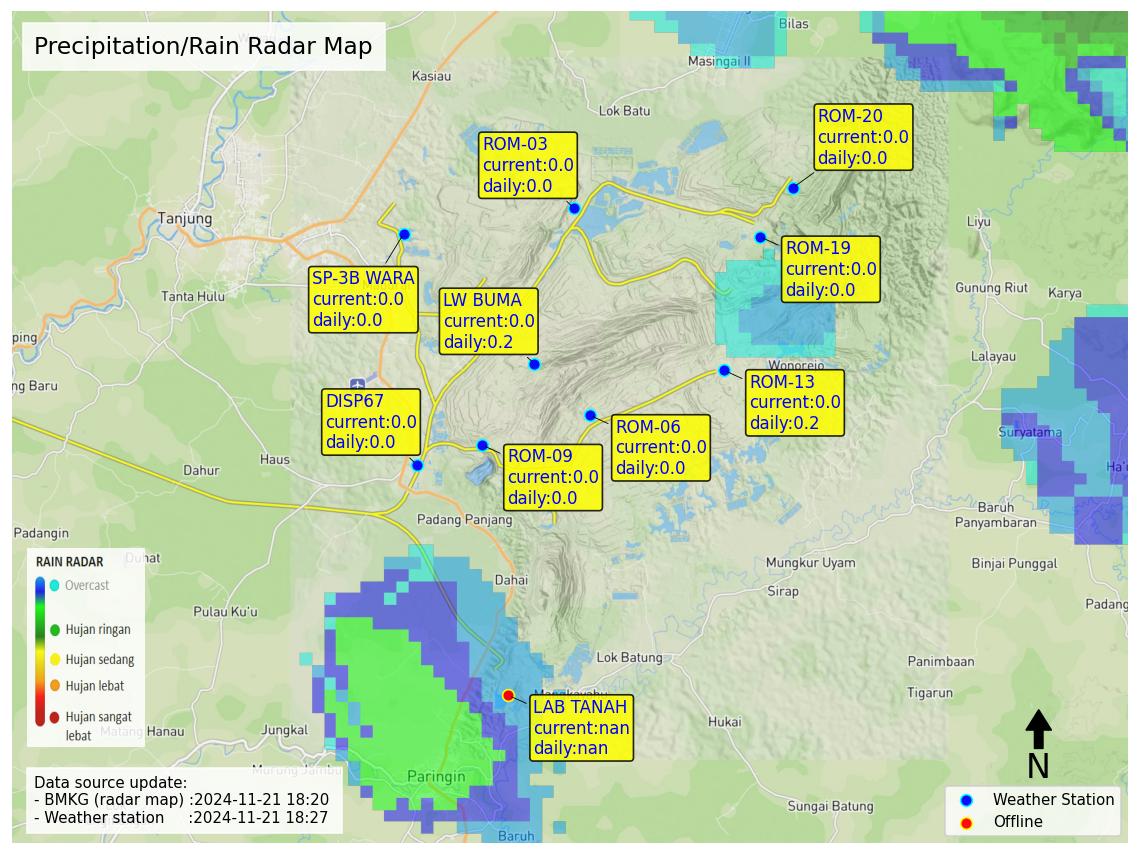 Precipitation/Rain Radar Map
Bilas
Masingai II
Kasiau
Lok Batu
ROM-20
current:0.0
daily:0.0
ROM-03
current:0.0
daily:0.0
Tanjung
Liyu
ROM-19
current:0.0
daily:0.0
SP-3B WARA
current:0.0
daily:0.0
Tanta Hulu
LW BUMA
current:0.0
daily:0.2
Gunung Riut
Karya
ping
Lalayau
Wonorejo
ng Baru
ROM-13
current:0.0
daily:0.2
DISP67
current:0.0
daily:0.0
ROM-06
current:0.0
daily:0.0
Suryatama
ROM-09
current:0.0
daily:0.0
Haus
Dahur
Ha'u
Padang Panjang
Baruh
Panyambaran
Padangin
Duhat
Mungkur Uyam
Binjai Punggal
Dahai
Sirap
Padang
Pulau Ku'u
RAIN RADAR
Overcast
Hujan ringan
Hujan sedang
Hujan lebat
Hujan sangat
lebat
Lok Batung
Panimbaan
Tigarun
LAB TANAH
current:nan
daily:nan
Matang Hanau
Jungkal
Hukai
Murung Jambu
Paringin
N
Sungai Batung
Baruh
Data source update:
- BMKG (radar map) :2024-11-21 18:20
- Weather station :2024-11-21 18:27
Weather Station
Offline